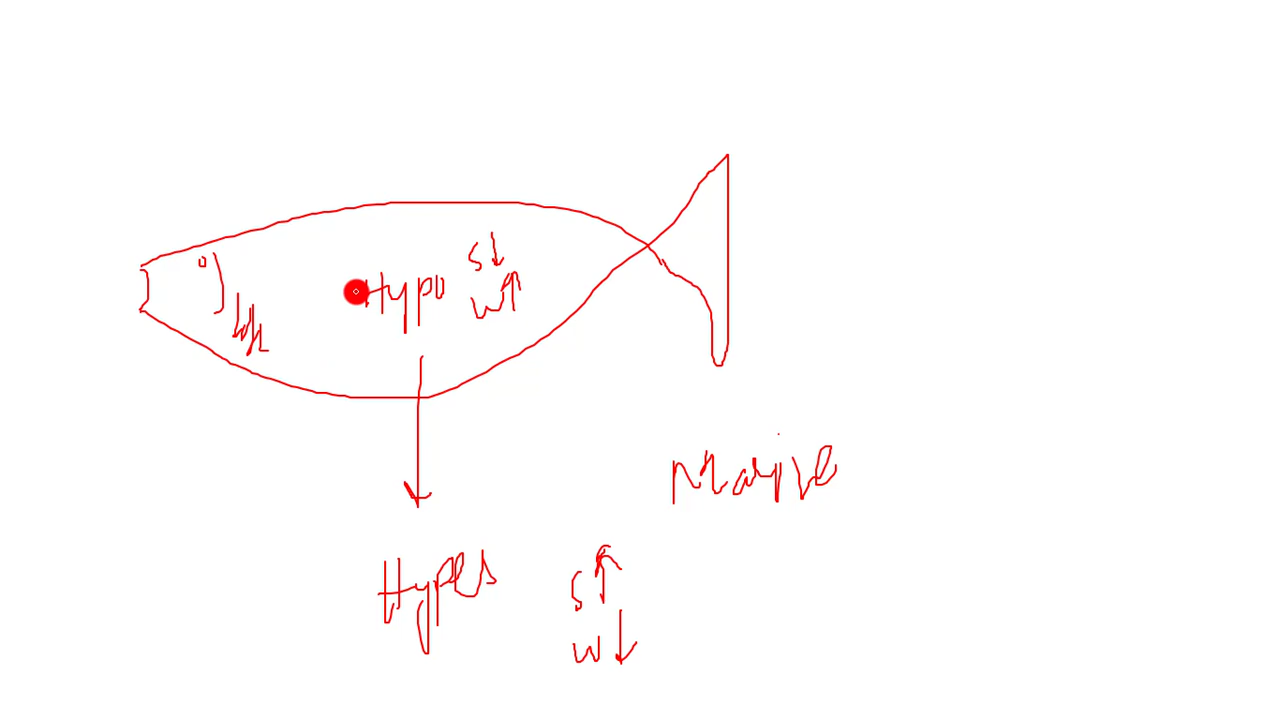 Hypo
S↓
W↑
Marine
Hyper
S↑
W↓